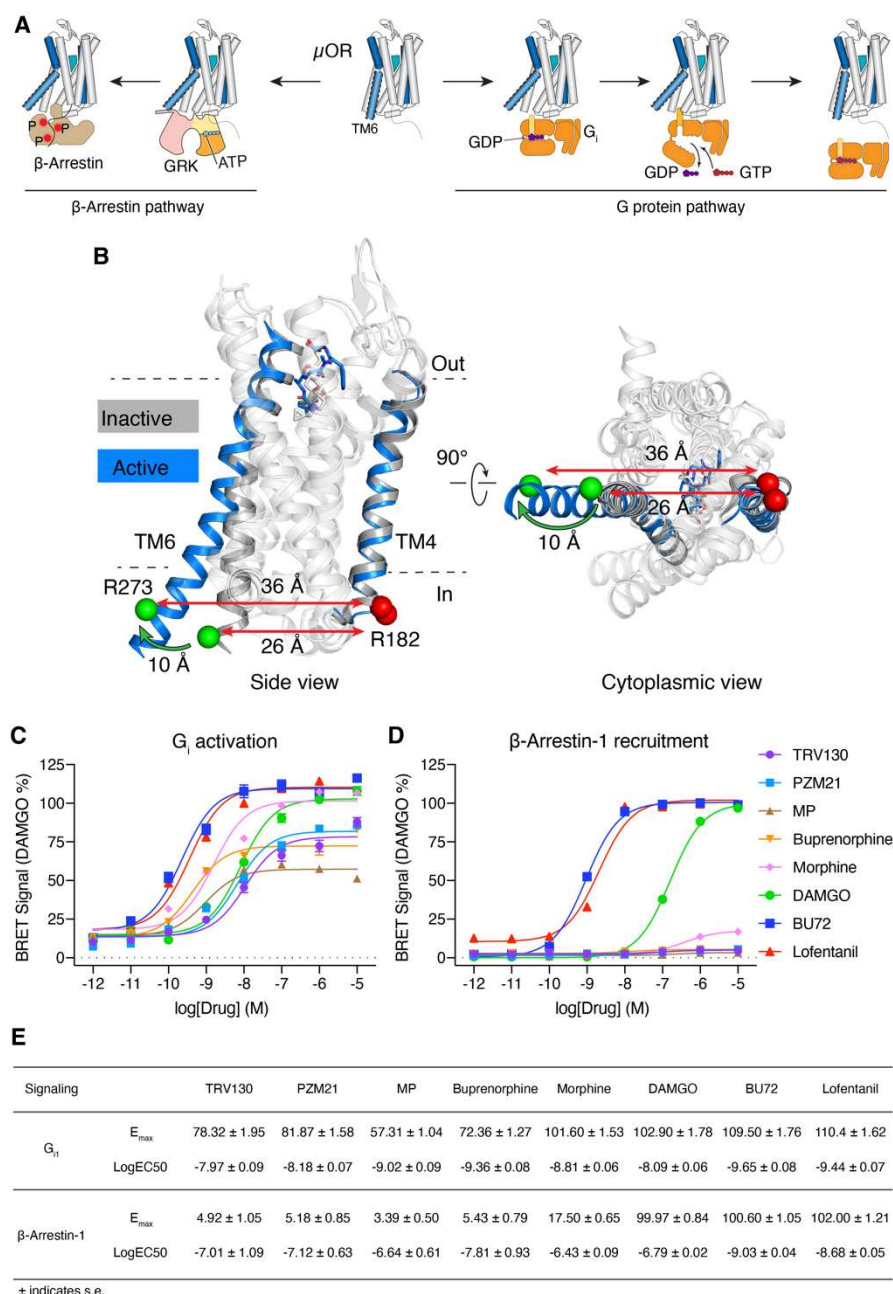 A
µOR
TM6
P
P
P
β-Arrestin
GRK
ATP
GDP
Gi
GDP
GTP
β-Arrestin pathway
G protein pathway
B
Out
Inactive
Active
90°
36 Å
26 Å
10 Å
TM6
TM4
R273
36 Å
In
26 Å
R182
10 Å
Side view
Cytoplasmic view
C
Gi activation
BRET Signal (DAMGO %)
125
100
75
50
25
0
-12 -11 -10 -9 -8 -7 -6 -5
log[Drug] (M)
D
β-Arrestin-1 recruitment
BRET Signal (DAMGO %)
125
100
75
50
25
0
-12 -11 -10 -9 -8 -7 -6 -5
log[Drug] (M)
TRV130
PZM21
MP
Buprenorphine
Morphine
DAMGO
BU72
Lofentanil
E
Signaling TRV130 PZM21 MP Buprenorphine Morphine DAMGO BU72 Lofentanil
Gi1 Emax 78.32 ± 1.95 81.87 ± 1.58 57.31 ± 1.04 72.36 ± 1.27 101.60 ± 1.53 102.90 ± 1.78 109.50 ± 1.76 110.4 ± 1.62
LogEC50 -7.97 ± 0.09 -8.18 ± 0.07 -9.02 ± 0.09 -9.36 ± 0.08 -8.81 ± 0.06 -8.09 ± 0.06 -9.65 ± 0.08 -9.44 ± 0.07
β-Arrestin-1 Emax 4.92 ± 1.05 5.18 ± 0.85 3.39 ± 0.50 5.43 ± 0.79 17.50 ± 0.65 99.97 ± 0.84 100.60 ± 1.05 102.00 ± 1.21
LogEC50 -7.01 ± 1.09 -7.12 ± 0.63 -6.64 ± 0.61 -7.81 ± 0.93 -6.43 ± 0.09 -6.79 ± 0.02 -9.03 ± 0.04 -8.68 ± 0.05
± indicates s.e.